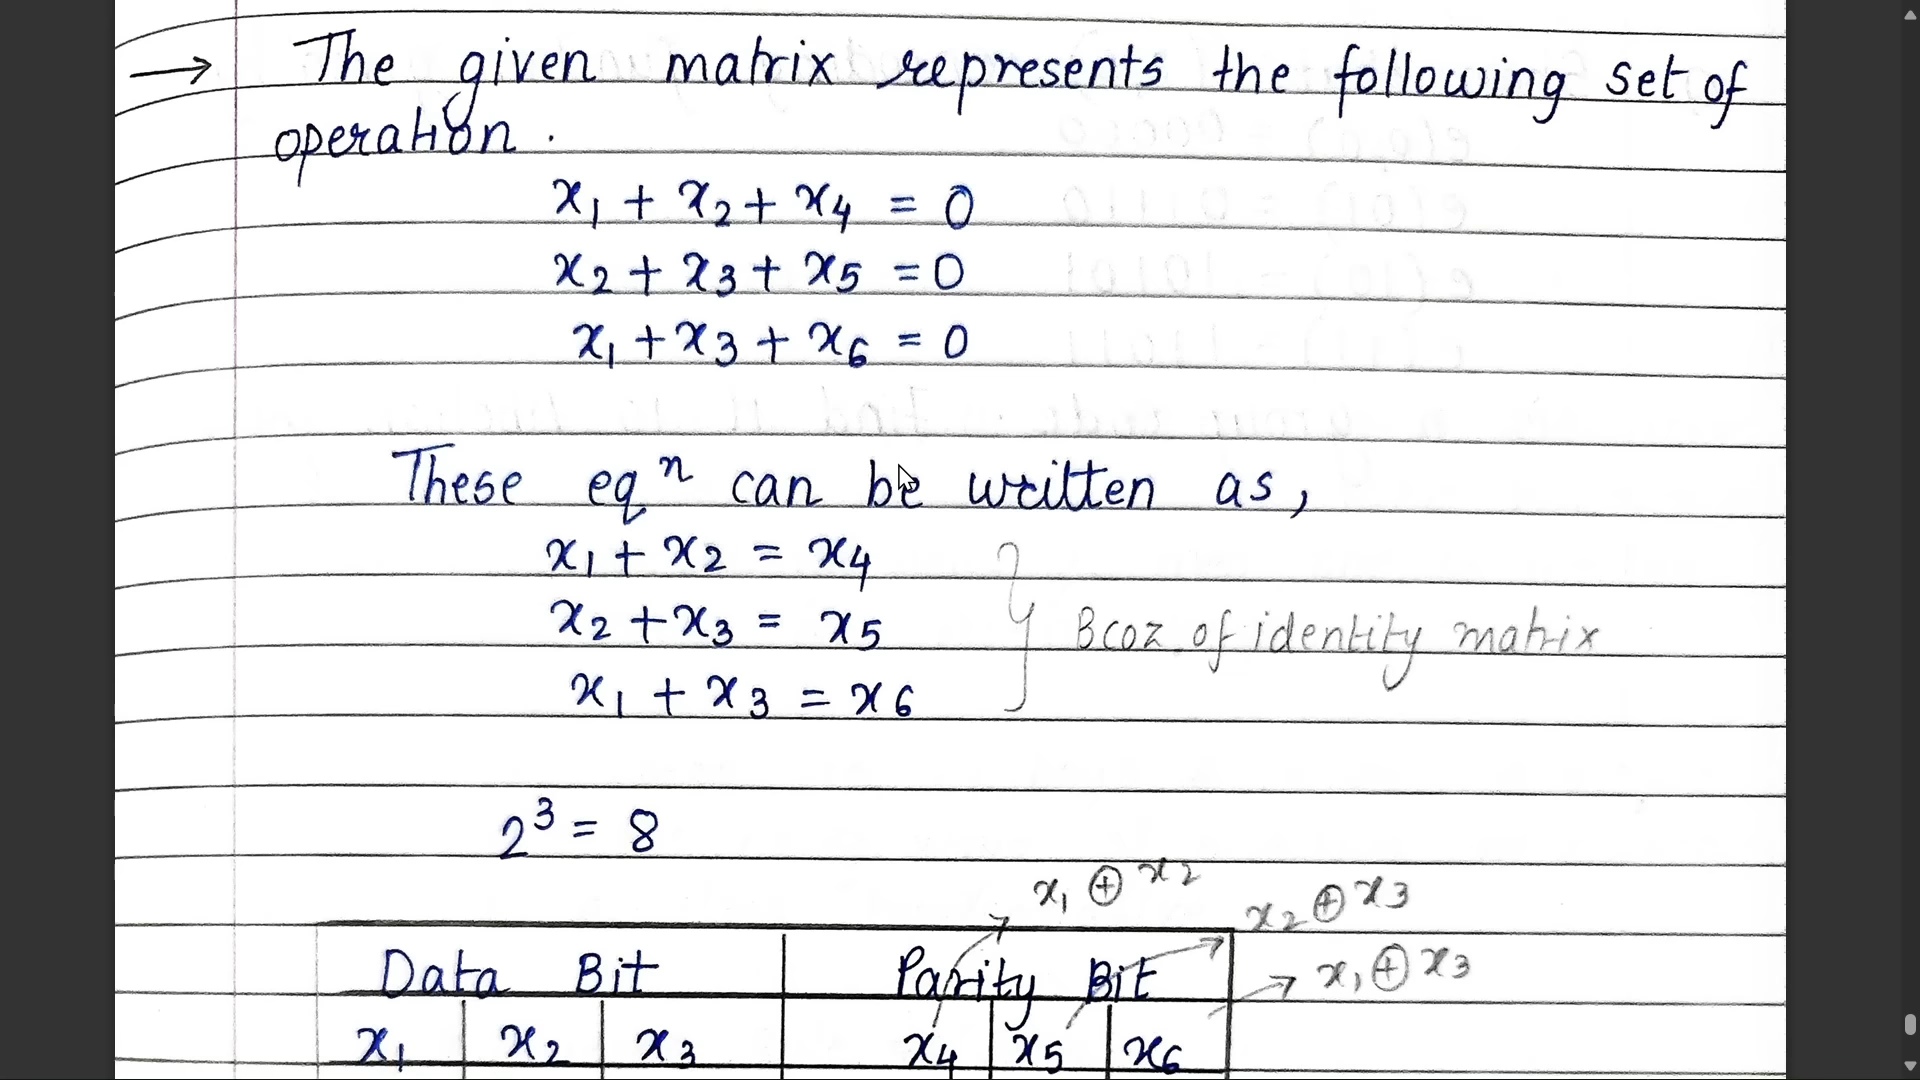 → The given matrix represents the following set of
operation.
x₁ + x₂ + x₄ = 0
x₂ + x₃ + x₅ = 0
x₁ + x₃ + x₆ = 0
These eqⁿ can be written as,
x₁ + x₂ = x₄
x₂ + x₃ = x₅
} Bcoz of identity matrix
x₁ + x₃ = x₆
2³ = 8
x₁ ⊕ x₂
x₂ ⊕ x₃
Data Bit Parity Bit → x₁ ⊕ x₃
x₁ x₂ x₃ x₄ x₅ x₆